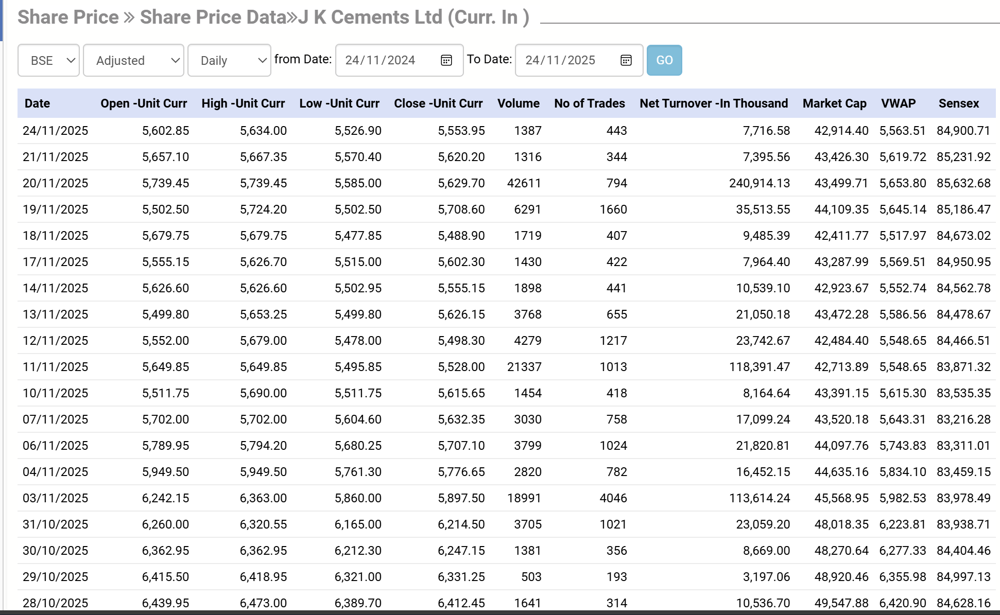 Share Price » Share Price Data»J K Cements Ltd (Curr. In )
BSE Adjusted Daily from Date: 24/11/2024 To Date: 24/11/2025 GO
Date Open -Unit Curr High -Unit Curr Low -Unit Curr Close -Unit Curr Volume No of Trades Net Turnover -In Thousand Market Cap VWAP Sensex
24/11/2025 5,602.85 5,634.00 5,526.90 5,553.95 1387 443 7,716.58 42,914.40 5,563.51 84,900.71
21/11/2025 5,657.10 5,667.35 5,570.40 5,620.20 1316 344 7,395.56 43,426.30 5,619.72 85,231.92
20/11/2025 5,739.45 5,739.45 5,585.00 5,629.70 42611 794 240,914.13 43,499.71 5,653.80 85,632.68
19/11/2025 5,502.50 5,724.20 5,502.50 5,708.60 6291 1660 35,513.55 44,109.35 5,645.14 85,186.47
18/11/2025 5,679.75 5,679.75 5,477.85 5,488.90 1719 407 9,485.39 42,411.77 5,517.97 84,673.02
17/11/2025 5,555.15 5,626.70 5,515.00 5,602.30 1430 422 7,964.40 43,287.99 5,569.51 84,950.95
14/11/2025 5,626.60 5,626.60 5,502.95 5,555.15 1898 441 10,539.10 42,923.67 5,552.74 84,562.78
13/11/2025 5,499.80 5,653.25 5,499.80 5,626.15 3768 655 21,050.18 43,472.28 5,586.56 84,478.67
12/11/2025 5,552.00 5,679.00 5,478.00 5,498.30 4279 1217 23,742.67 42,484.40 5,548.65 84,466.51
11/11/2025 5,649.85 5,649.85 5,495.85 5,528.00 21337 1013 118,391.47 42,713.89 5,548.65 83,871.32
10/11/2025 5,511.75 5,690.00 5,511.75 5,615.65 1454 418 8,164.64 43,391.15 5,615.30 83,535.35
07/11/2025 5,702.00 5,702.00 5,604.60 5,632.35 3030 758 17,099.24 43,520.18 5,643.31 83,216.28
06/11/2025 5,789.95 5,794.20 5,680.25 5,707.10 3799 1024 21,820.81 44,097.76 5,743.83 83,311.01
04/11/2025 5,949.50 5,949.50 5,761.30 5,776.65 2820 782 16,452.15 44,635.16 5,834.10 83,459.15
03/11/2025 6,242.15 6,363.00 5,860.00 5,897.50 18991 4046 113,614.24 45,568.95 5,982.53 83,978.49
31/10/2025 6,260.00 6,320.55 6,165.00 6,214.50 3705 1021 23,059.20 48,018.35 6,223.81 83,938.71
30/10/2025 6,362.95 6,362.95 6,212.30 6,247.15 1381 356 8,669.00 48,270.64 6,277.33 84,404.46
29/10/2025 6,415.50 6,418.95 6,321.00 6,331.25 503 193 3,197.06 48,920.46 6,355.98 84,997.13
28/10/2025 6,439.95 6,473.00 6,389.70 6,412.45 1641 314 10,536.70 49,547.88 6,420.90 84,628.16